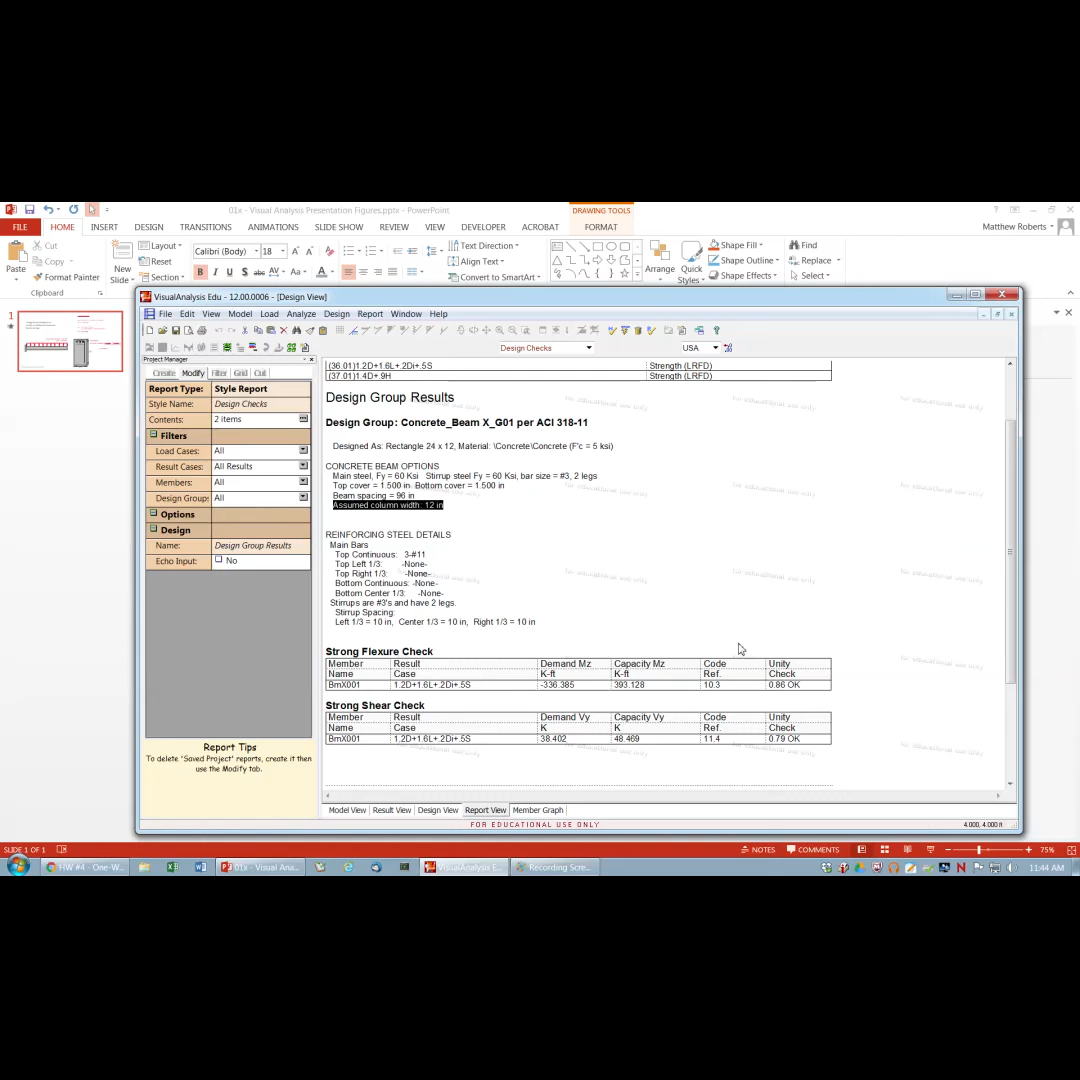 01x - Visual Analysis Presentation Figures.pptx - PowerPoint
DRAWING TOOLS
FILE HOME INSERT DESIGN TRANSITIONS ANIMATIONS SLIDE SHOW REVIEW VIEW DEVELOPER ACROBAT FORMAT
Matthew Roberts
Paste
Cut
Copy
Format Painter
Clipboard
New Slide
Layout
Reset
Section
Calibri (Body) 18
Text Direction
Align Text
Convert to SmartArt
Arrange
Quick Styles
Shape Fill
Shape Outline
Shape Effects
Find
Replace
Select
1
VisualAnalysis Edu - 12.00.0006 - [Design View]
File Edit View Model Load Analyze Design Report Window Help
Design Checks
USA
Project Manager
Create Modify Filter Grid Cut
Report Type: Style Report
Style Name: Design Checks
Contents: 2 items
Filters
Load Cases: All
Result Cases: All Results
Members: All
Design Group: All
Options
Design
Name: Design Group Results
Echo Input: No
Report Tips
To delete 'Saved Project' reports, create it then
use the Modify tab.
(36.01)1.2D+1.6L+.2Di+.5S Strength (LRFD)
(37.01)1.4D+.9H Strength (LRFD)
Design Group Results
Design Group: Concrete_Beam X_G01 per ACI 318-11
Designed As: Rectangle 24 x 12, Material: \Concrete\Concrete (F'c = 5 ksi)
CONCRETE BEAM OPTIONS
Main steel, Fy = 60 Ksi Stirrup steel Fy = 60 Ksi, bar size = #3, 2 legs
Top cover = 1.500 in Bottom cover = 1.500 in
Beam spacing = 96 in
Assumed column width: 12 in
REINFORCING STEEL DETAILS
Main Bars
Top Continuous: 3-#11
Top Left 1/3: -None-
Top Right 1/3: -None-
Bottom Continuous: -None-
Bottom Center 1/3: -None-
Stirrups are #3's and have 2 legs.
Stirrup Spacing:
Left 1/3 = 10 in, Center 1/3 = 10 in, Right 1/3 = 10 in
Strong Flexure Check
Member Result Demand Mz Capacity Mz Code Unity
Name Case K-ft K-ft Ref. Check
BmX001 1.2D+1.6L+.2Di+.5S -336.385 393.128 10.3 0.86 OK
Strong Shear Check
Member Result Demand Vy Capacity Vy Code Unity
Name Case K K Ref. Check
BmX001 1.2D+1.6L+.2Di+.5S 38.402 48.469 11.4 0.79 OK
for educational use only
Model View Result View Design View Report View Member Graph
FOR EDUCATIONAL USE ONLY
4.000, 4.000 ft
SLIDE 1 OF 1
NOTES COMMENTS 75%
HW #4 - One-W... 01x - Visual Ana... VisualAnalysis E... Recording Scre... 11:44 AM